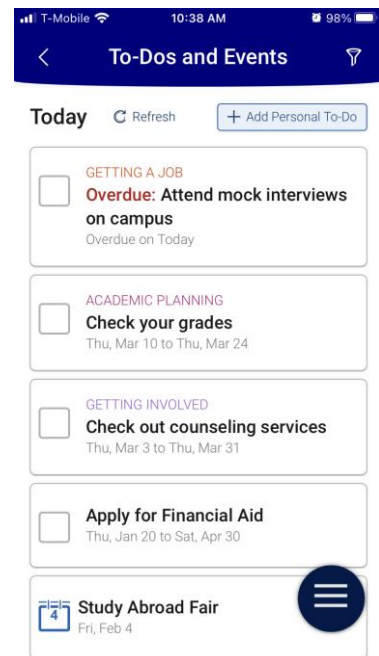 T-Mobile 10:38 AM 98%
To-Dos and Events
Today Refresh + Add Personal To-Do
GETTING A JOB
Overdue: Attend mock interviews
on campus
Overdue on Today
ACADEMIC PLANNING
Check your grades
Thu, Mar 10 to Thu, Mar 24
GETTING INVOLVED
Check out counseling services
Thu, Mar 3 to Thu, Mar 31
Apply for Financial Aid
Thu, Jan 20 to Sat, Apr 30
4 Study Abroad Fair
Fri, Feb 4